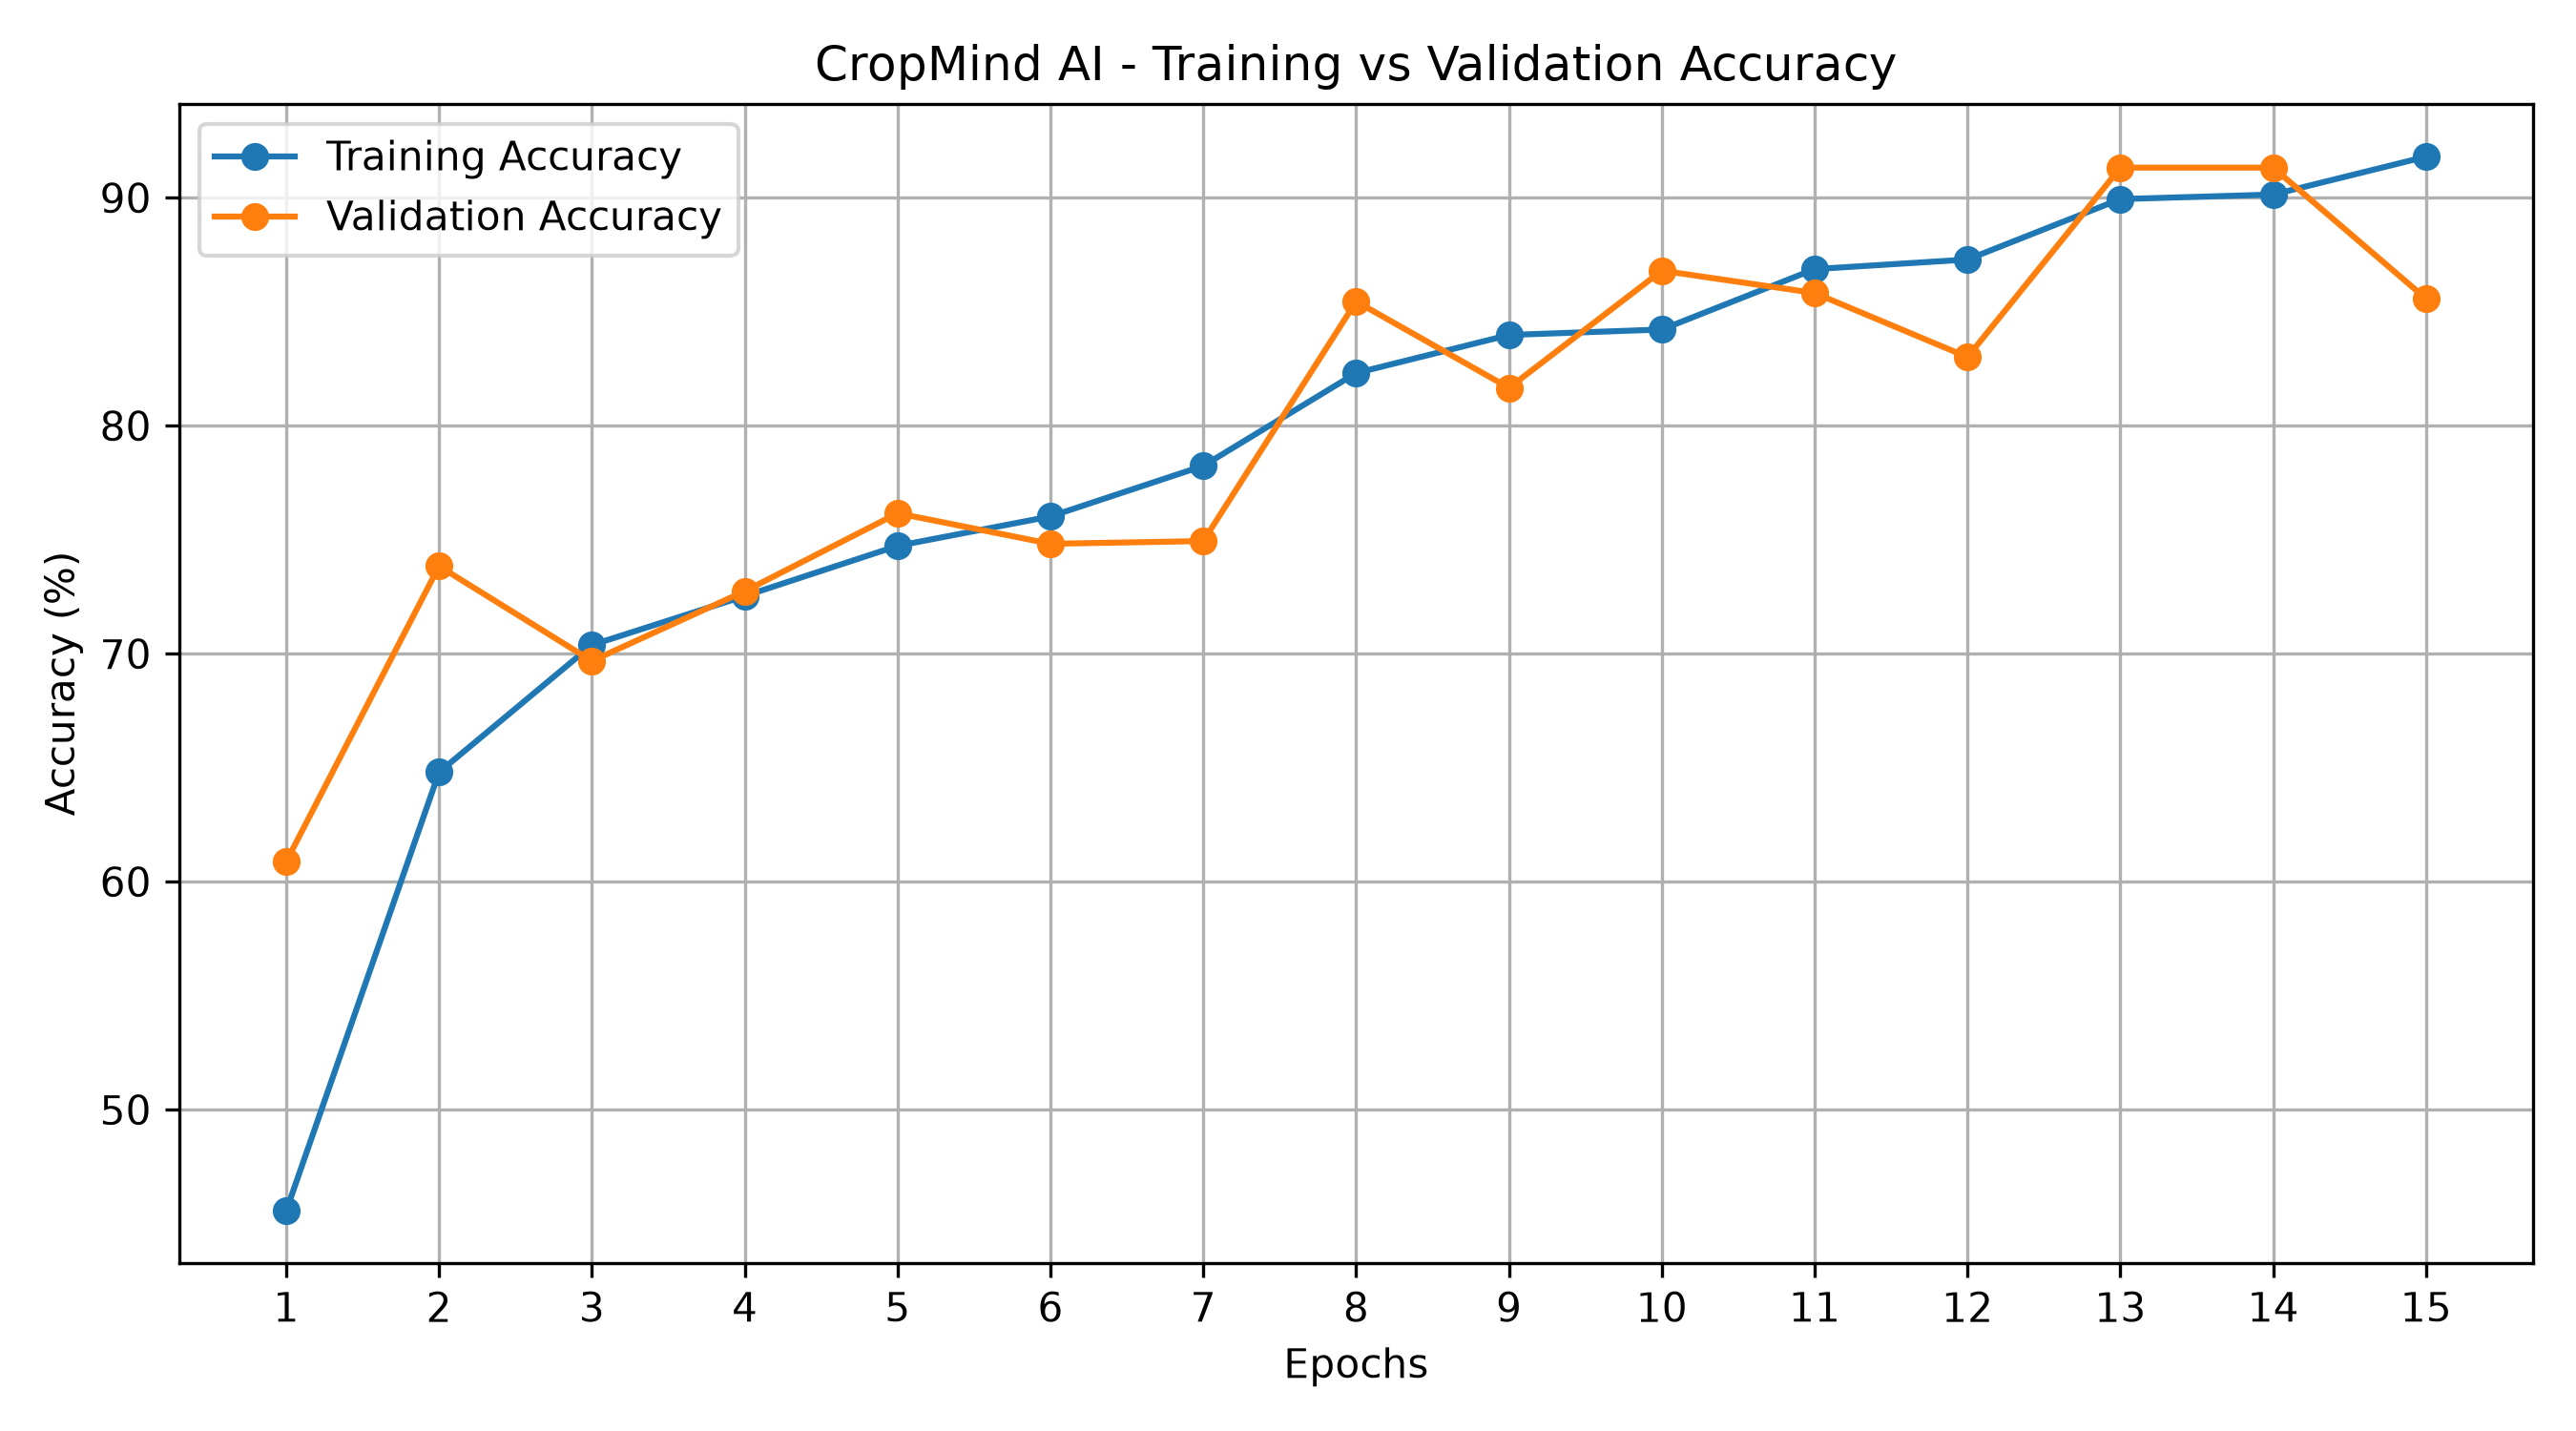 CropMind AI - Training vs Validation Accuracy
Training Accuracy
Validation Accuracy
Accuracy (%)
90
80
70
60
50
1 2 3 4 5 6 7 8 9 10 11 12 13 14 15
Epochs